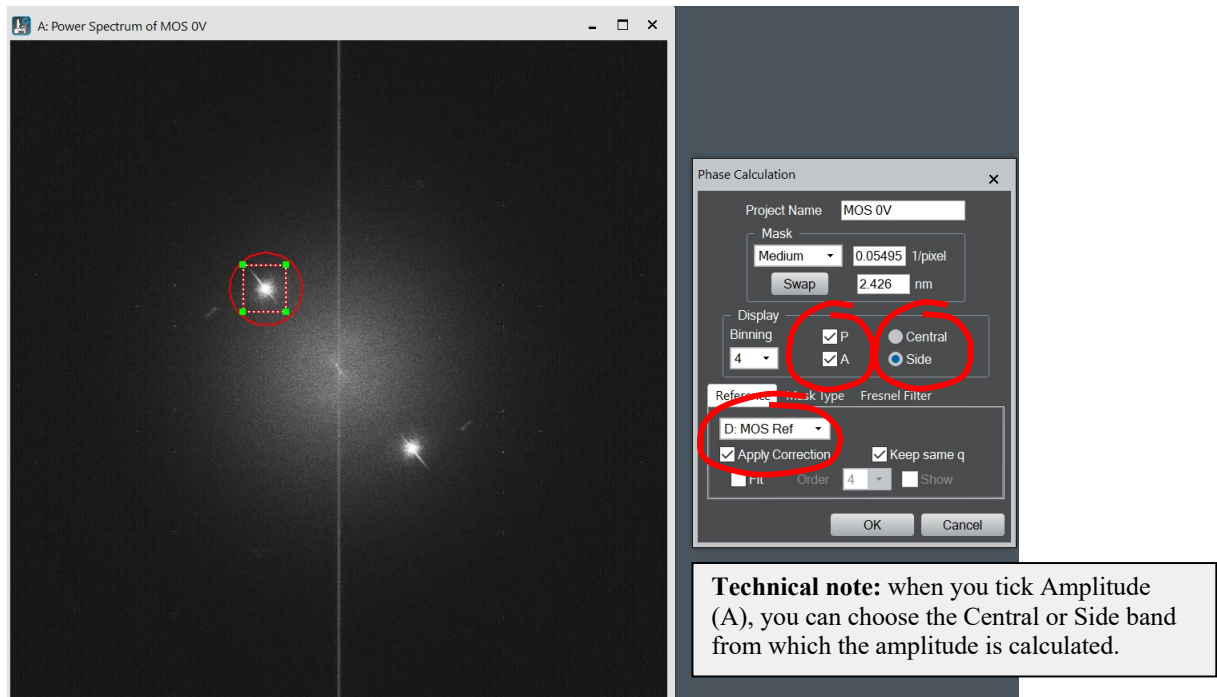 A: Power Spectrum of MOS 0V
Phase Calculation
Project Name MOS 0V
Mask
Medium 0.05495 1/pixel
Swap 2.426 nm
Display
Binning P Central
4 A Side
Reference Mask Type Fresnel Filter
D: MOS Ref
Apply Correction Keep same q
Fit Order 4 Show
OK Cancel
Technical note: when you tick Amplitude
(A), you can choose the Central or Side band
from which the amplitude is calculated.